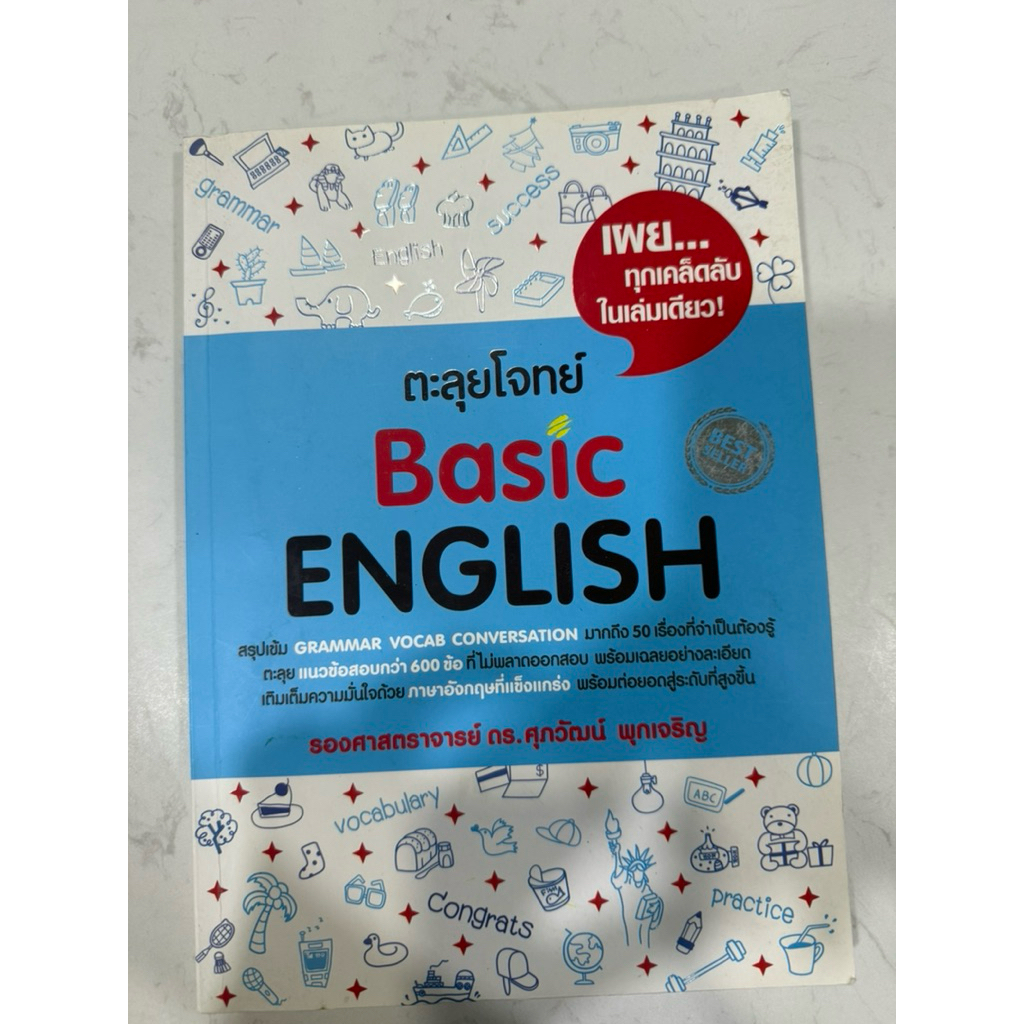 grammar
success
English
เผย...
ทุกเคล็ดลับ
ในเล่มเดียว!
ตะลุยโจทย์
Basic
BEST
SELLER
ENGLISH
สรุปเข้ม GRAMMAR VOCAB CONVERSATION มากถึง 50 เรื่องที่จำเป็นต้องรู้
ตะลุย แนวข้อสอบกว่า 600 ข้อ ที่ไม่พลาดออกสอบ พร้อมเฉลยอย่างละเอียด
เติมเต็มความมั่นใจด้วย ภาษาอังกฤษที่แข็งแกร่ง พร้อมต่อยอดสู่ระดับที่สูงขึ้น
รองศาสตราจารย์ ดร.ศุภวัฒน์ พุกเจริญ
$
ABC
vocabulary
Congrats
practice